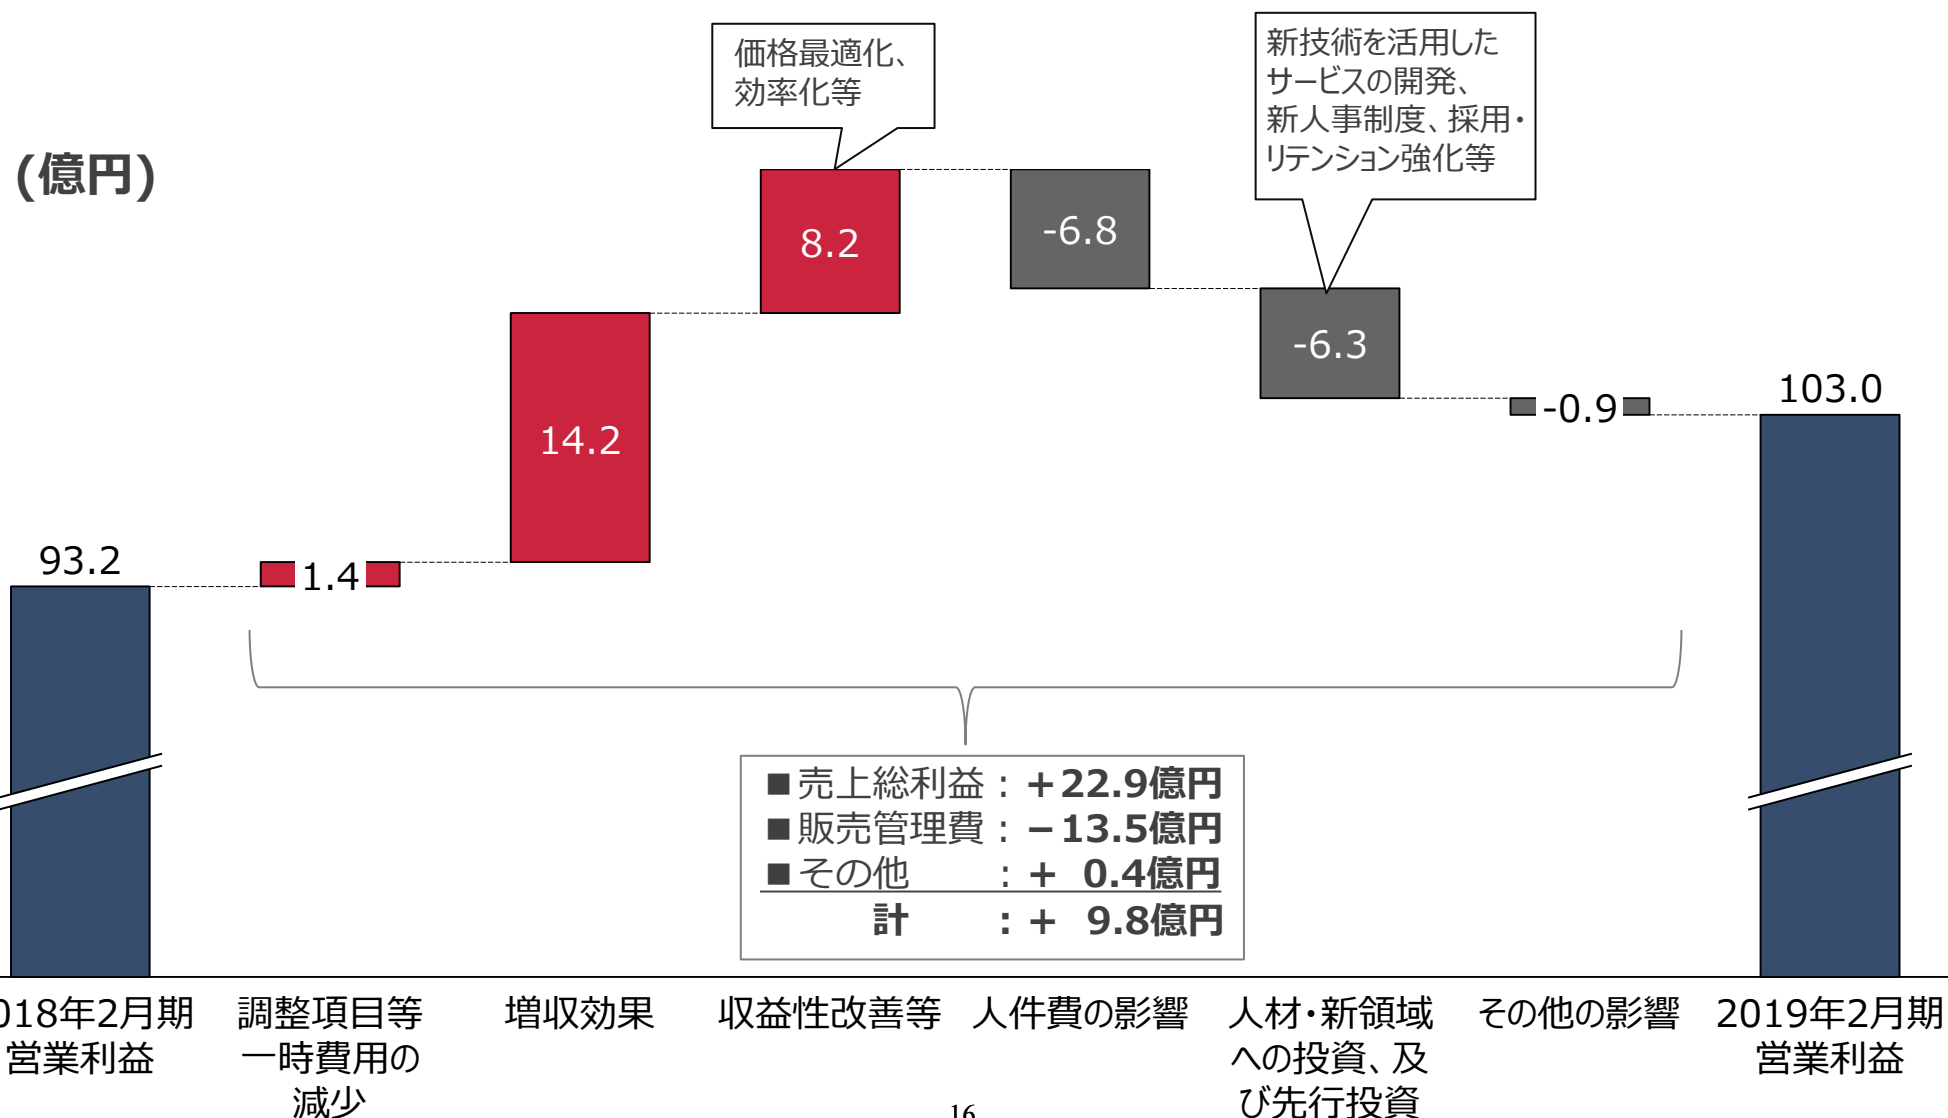 価格最適化、
効率化等
新技術を活用した
サービスの開発、
新人事制度、採用・
リテンション強化等
(億円)
8.2
-6.8
-6.3
-0.9
103.0
14.2
93.2
1.4
■売上総利益：＋22.9億円
■販売管理費：－13.5億円
■その他　　：＋ 0.4億円
計　　：＋ 9.8億円
018年2月期
営業利益
調整項目等
一時費用の
減少
増収効果
収益性改善等
人件費の影響
人材・新領域
への投資、及
び先行投資
その他の影響
2019年2月期
営業利益
16